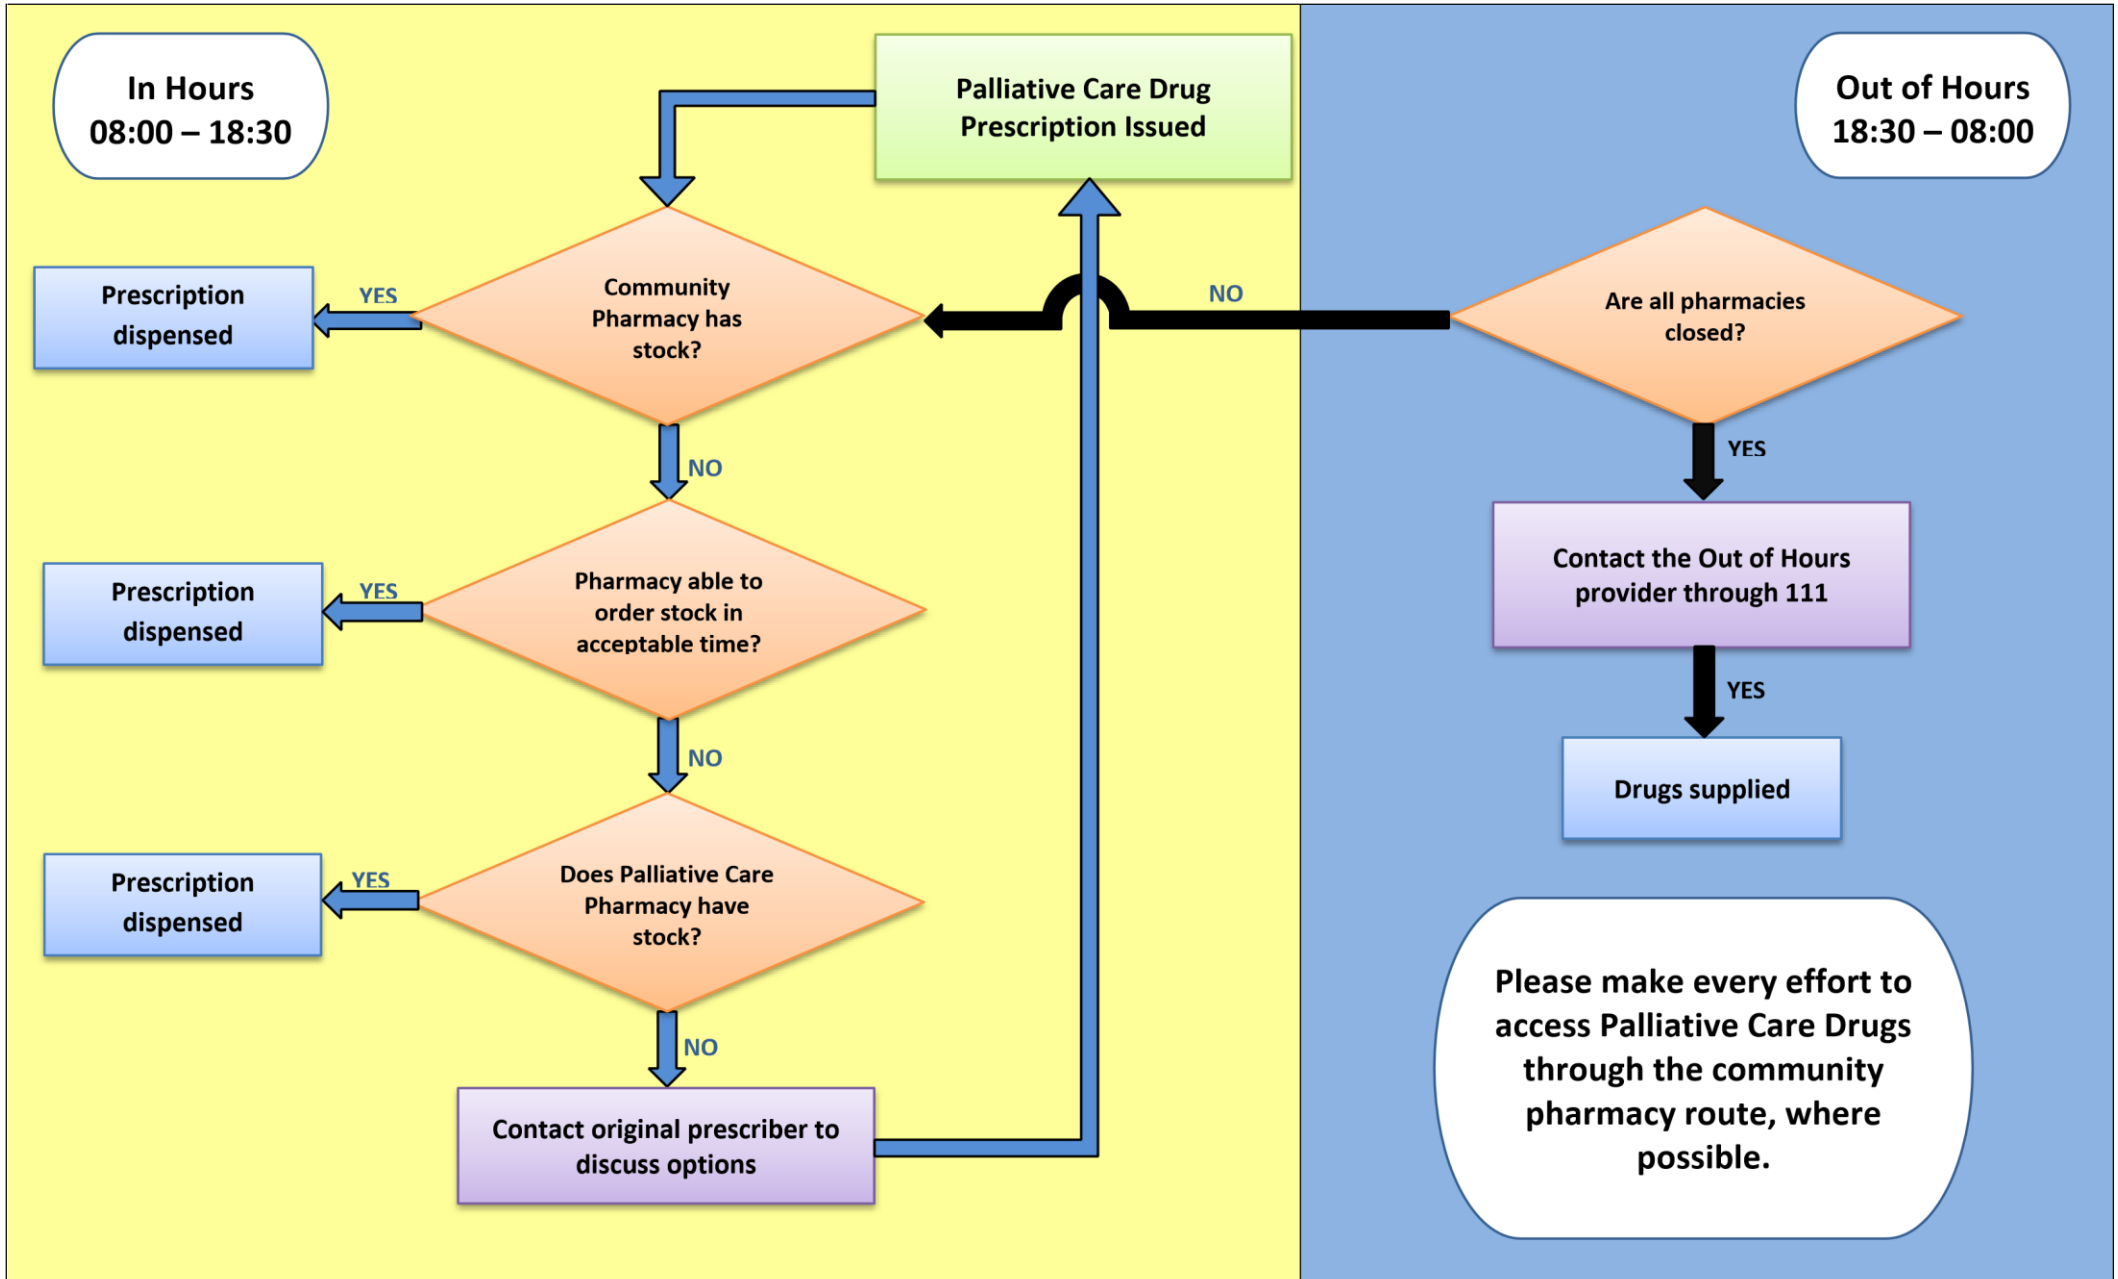 In Hours
08:00 – 18:30
Palliative Care Drug
Prescription Issued
Community
Pharmacy has
stock?
YES
Prescription
dispensed
NO
Pharmacy able to
order stock in
acceptable time?
YES
Prescription
dispensed
NO
Does Palliative Care
Pharmacy have
stock?
YES
Prescription
dispensed
NO
Contact original prescriber to
discuss options
Out of Hours
18:30 – 08:00
Are all pharmacies
closed?
NO
YES
Contact the Out of Hours
provider through 111
YES
Drugs supplied
Please make every effort to
access Palliative Care Drugs
through the community
pharmacy route, where
possible.